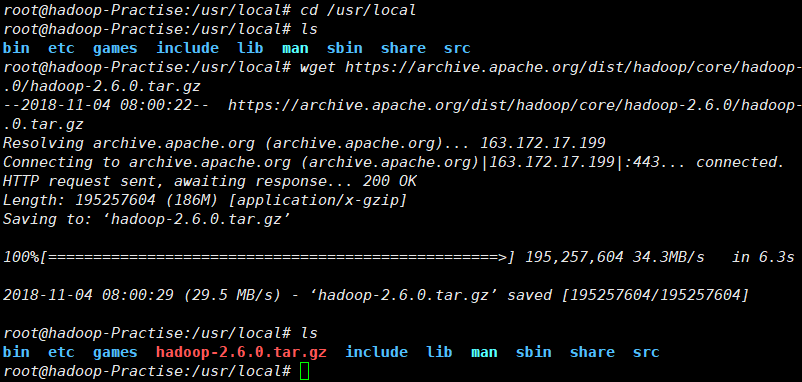 root@hadoop-Practise:/usr/local# cd /usr/local
root@hadoop-Practise:/usr/local# ls
bin  etc  games  include  lib  man  sbin  share  src
root@hadoop-Practise:/usr/local# wget https://archive.apache.org/dist/hadoop/core/hadoop-
.0/hadoop-2.6.0.tar.gz
--2018-11-04 08:00:22--  https://archive.apache.org/dist/hadoop/core/hadoop-2.6.0/hadoop-
.0.tar.gz
Resolving archive.apache.org (archive.apache.org)... 163.172.17.199
Connecting to archive.apache.org (archive.apache.org)|163.172.17.199|:443... connected.
HTTP request sent, awaiting response... 200 OK
Length: 195257604 (186M) [application/x-gzip]
Saving to: ‘hadoop-2.6.0.tar.gz’
100%[==================================================>] 195,257,604 34.3MB/s   in 6.3s
2018-11-04 08:00:29 (29.5 MB/s) - ‘hadoop-2.6.0.tar.gz’ saved [195257604/195257604]
root@hadoop-Practise:/usr/local# ls
bin  etc  games  hadoop-2.6.0.tar.gz  include  lib  man  sbin  share  src
root@hadoop-Practise:/usr/local#